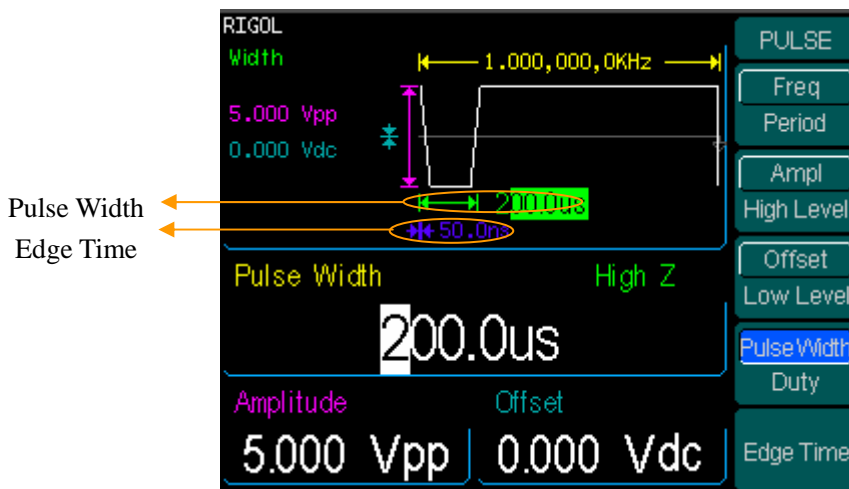 RIGOL
Width
1.000,000,0KHz
5.000 Vpp
0.000 Vdc
Pulse Width
200.0us
Edge Time
50.0ns
Pulse Width
High Z
200.0us
Amplitude
Offset
5.000 Vpp
0.000 Vdc
PULSE
Freq
Period
Ampl
High Level
Offset
Low Level
Pulse Width
Duty
Edge Time